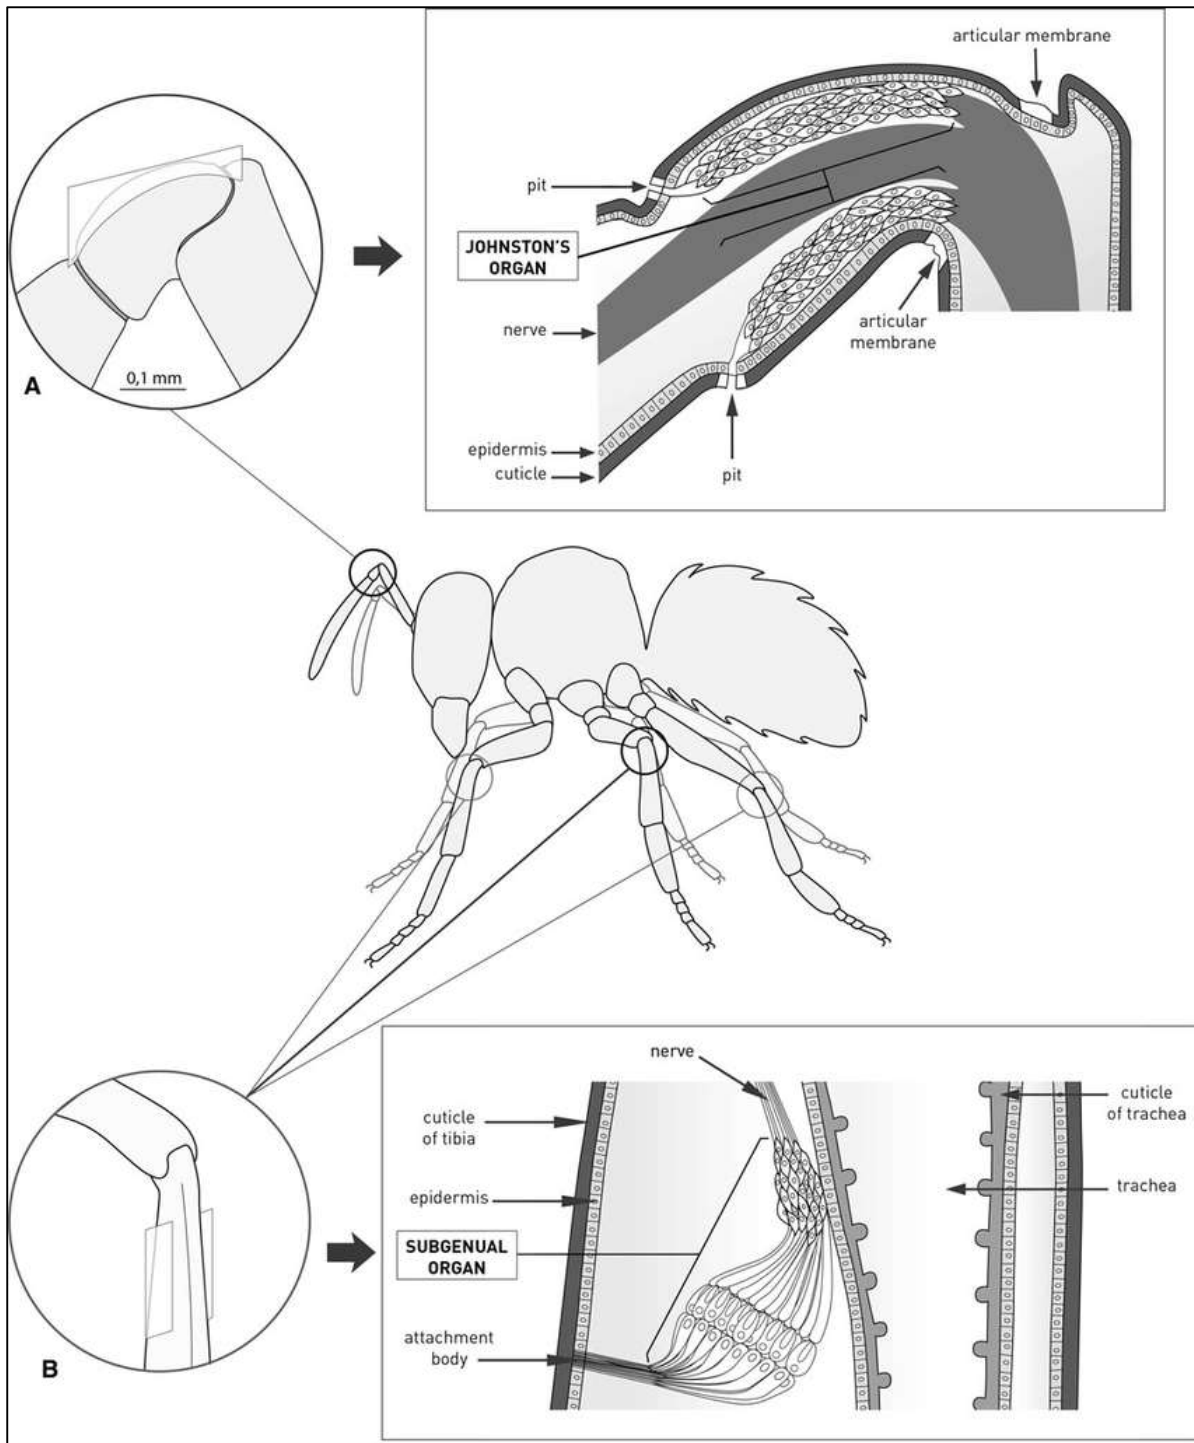 articular membrane
pit
JOHNSTON'S
ORGAN
nerve
articular
membrane
0,1 mm
A
epidermis
cuticle
pit
nerve
cuticle
of tibia
cuticle
of trachea
epidermis
trachea
SUBGENUAL
ORGAN
attachment
body
B